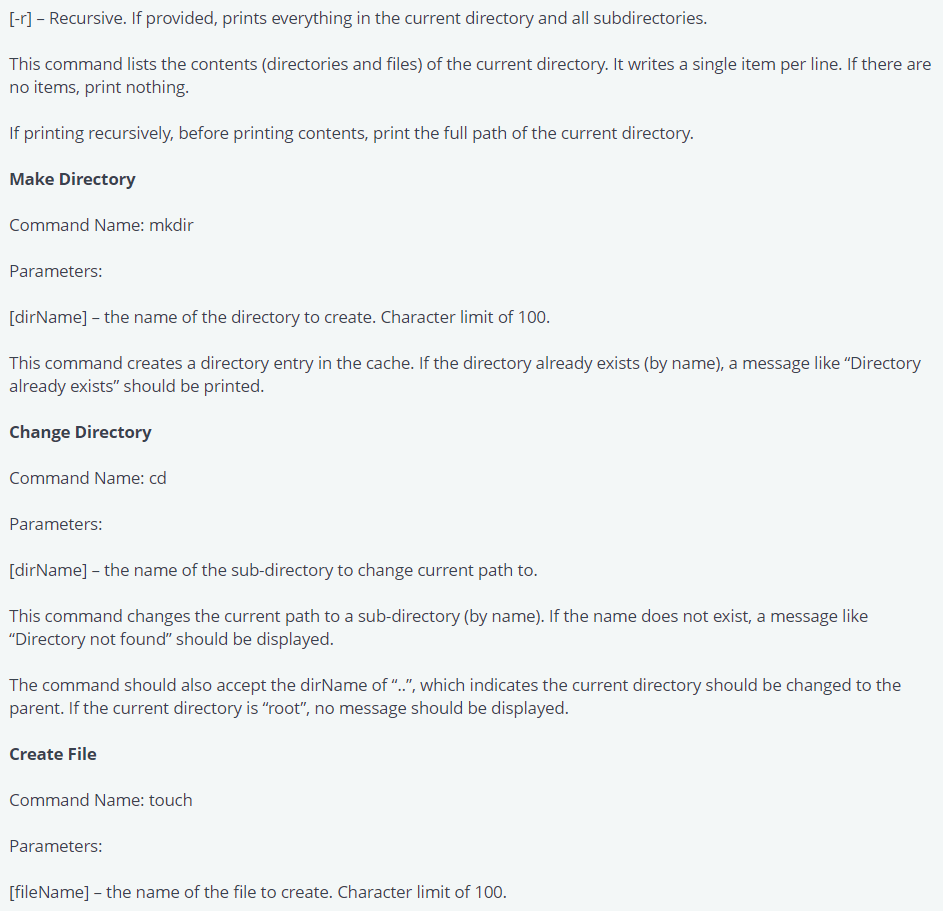 [-r] – Recursive. If provided, prints everything in the current directory and all subdirectories.
This command lists the contents (directories and files) of the current directory. It writes a single item per line. If there are
no items, print nothing.
If printing recursively, before printing contents, print the full path of the current directory.
Make Directory
Command Name: mkdir
Parameters:
[dirName] – the name of the directory to create. Character limit of 100.
This command creates a directory entry in the cache. If the directory already exists (by name), a message like “Directory
already exists” should be printed.
Change Directory
Command Name: cd
Parameters:
[dirName] – the name of the sub-directory to change current path to.
This command changes the current path to a sub-directory (by name). If the name does not exist, a message like
“Directory not found” should be displayed.
The command should also accept the dirName of “..”, which indicates the current directory should be changed to the
parent. If the current directory is “root”, no message should be displayed.
Create File
Command Name: touch
Parameters:
[fileName] – the name of the file to create. Character limit of 100.